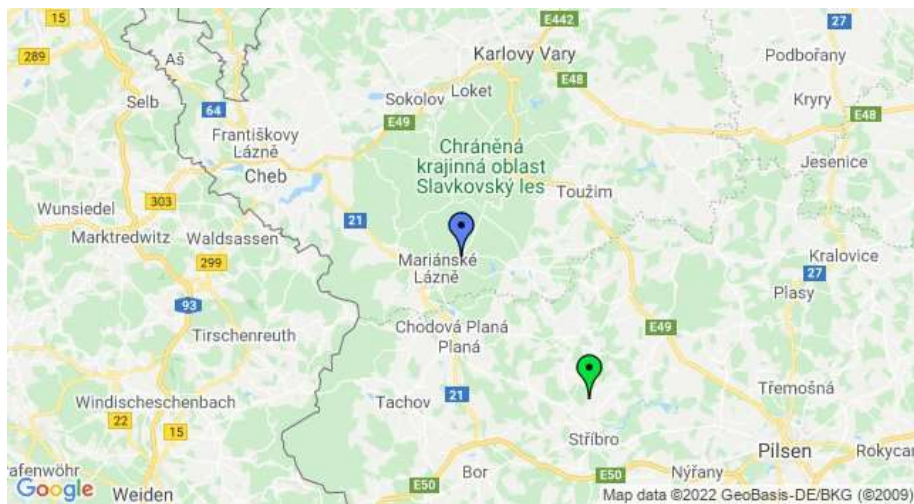 15
E442
27
289
Aš
Karlovy Vary
Podbořany
E48
Selb
Sokolov
Loket
Kryry
64
E49
E48
Františkovy
Lázně
Chráněná
krajinná oblast
Slavkovský les
Jesenice
Cheb
Toužim
303
Wunsiedel
21
Marktredwitz
Waldsassen
299
Mariánské
Lázně
Kralovice
27
93
Plasy
Tirschenreuth
Chodová Planá
E49
Planá
Windischeschenbach
Tachov
21
Třemošná
22
15
Stříbro
Pilsen
Rokycan
rafenwöhr
Bor
E50
E50
Nýřany
Google
Weiden
Map data ©2022 GeoBasis-DE/BKG (©2009)